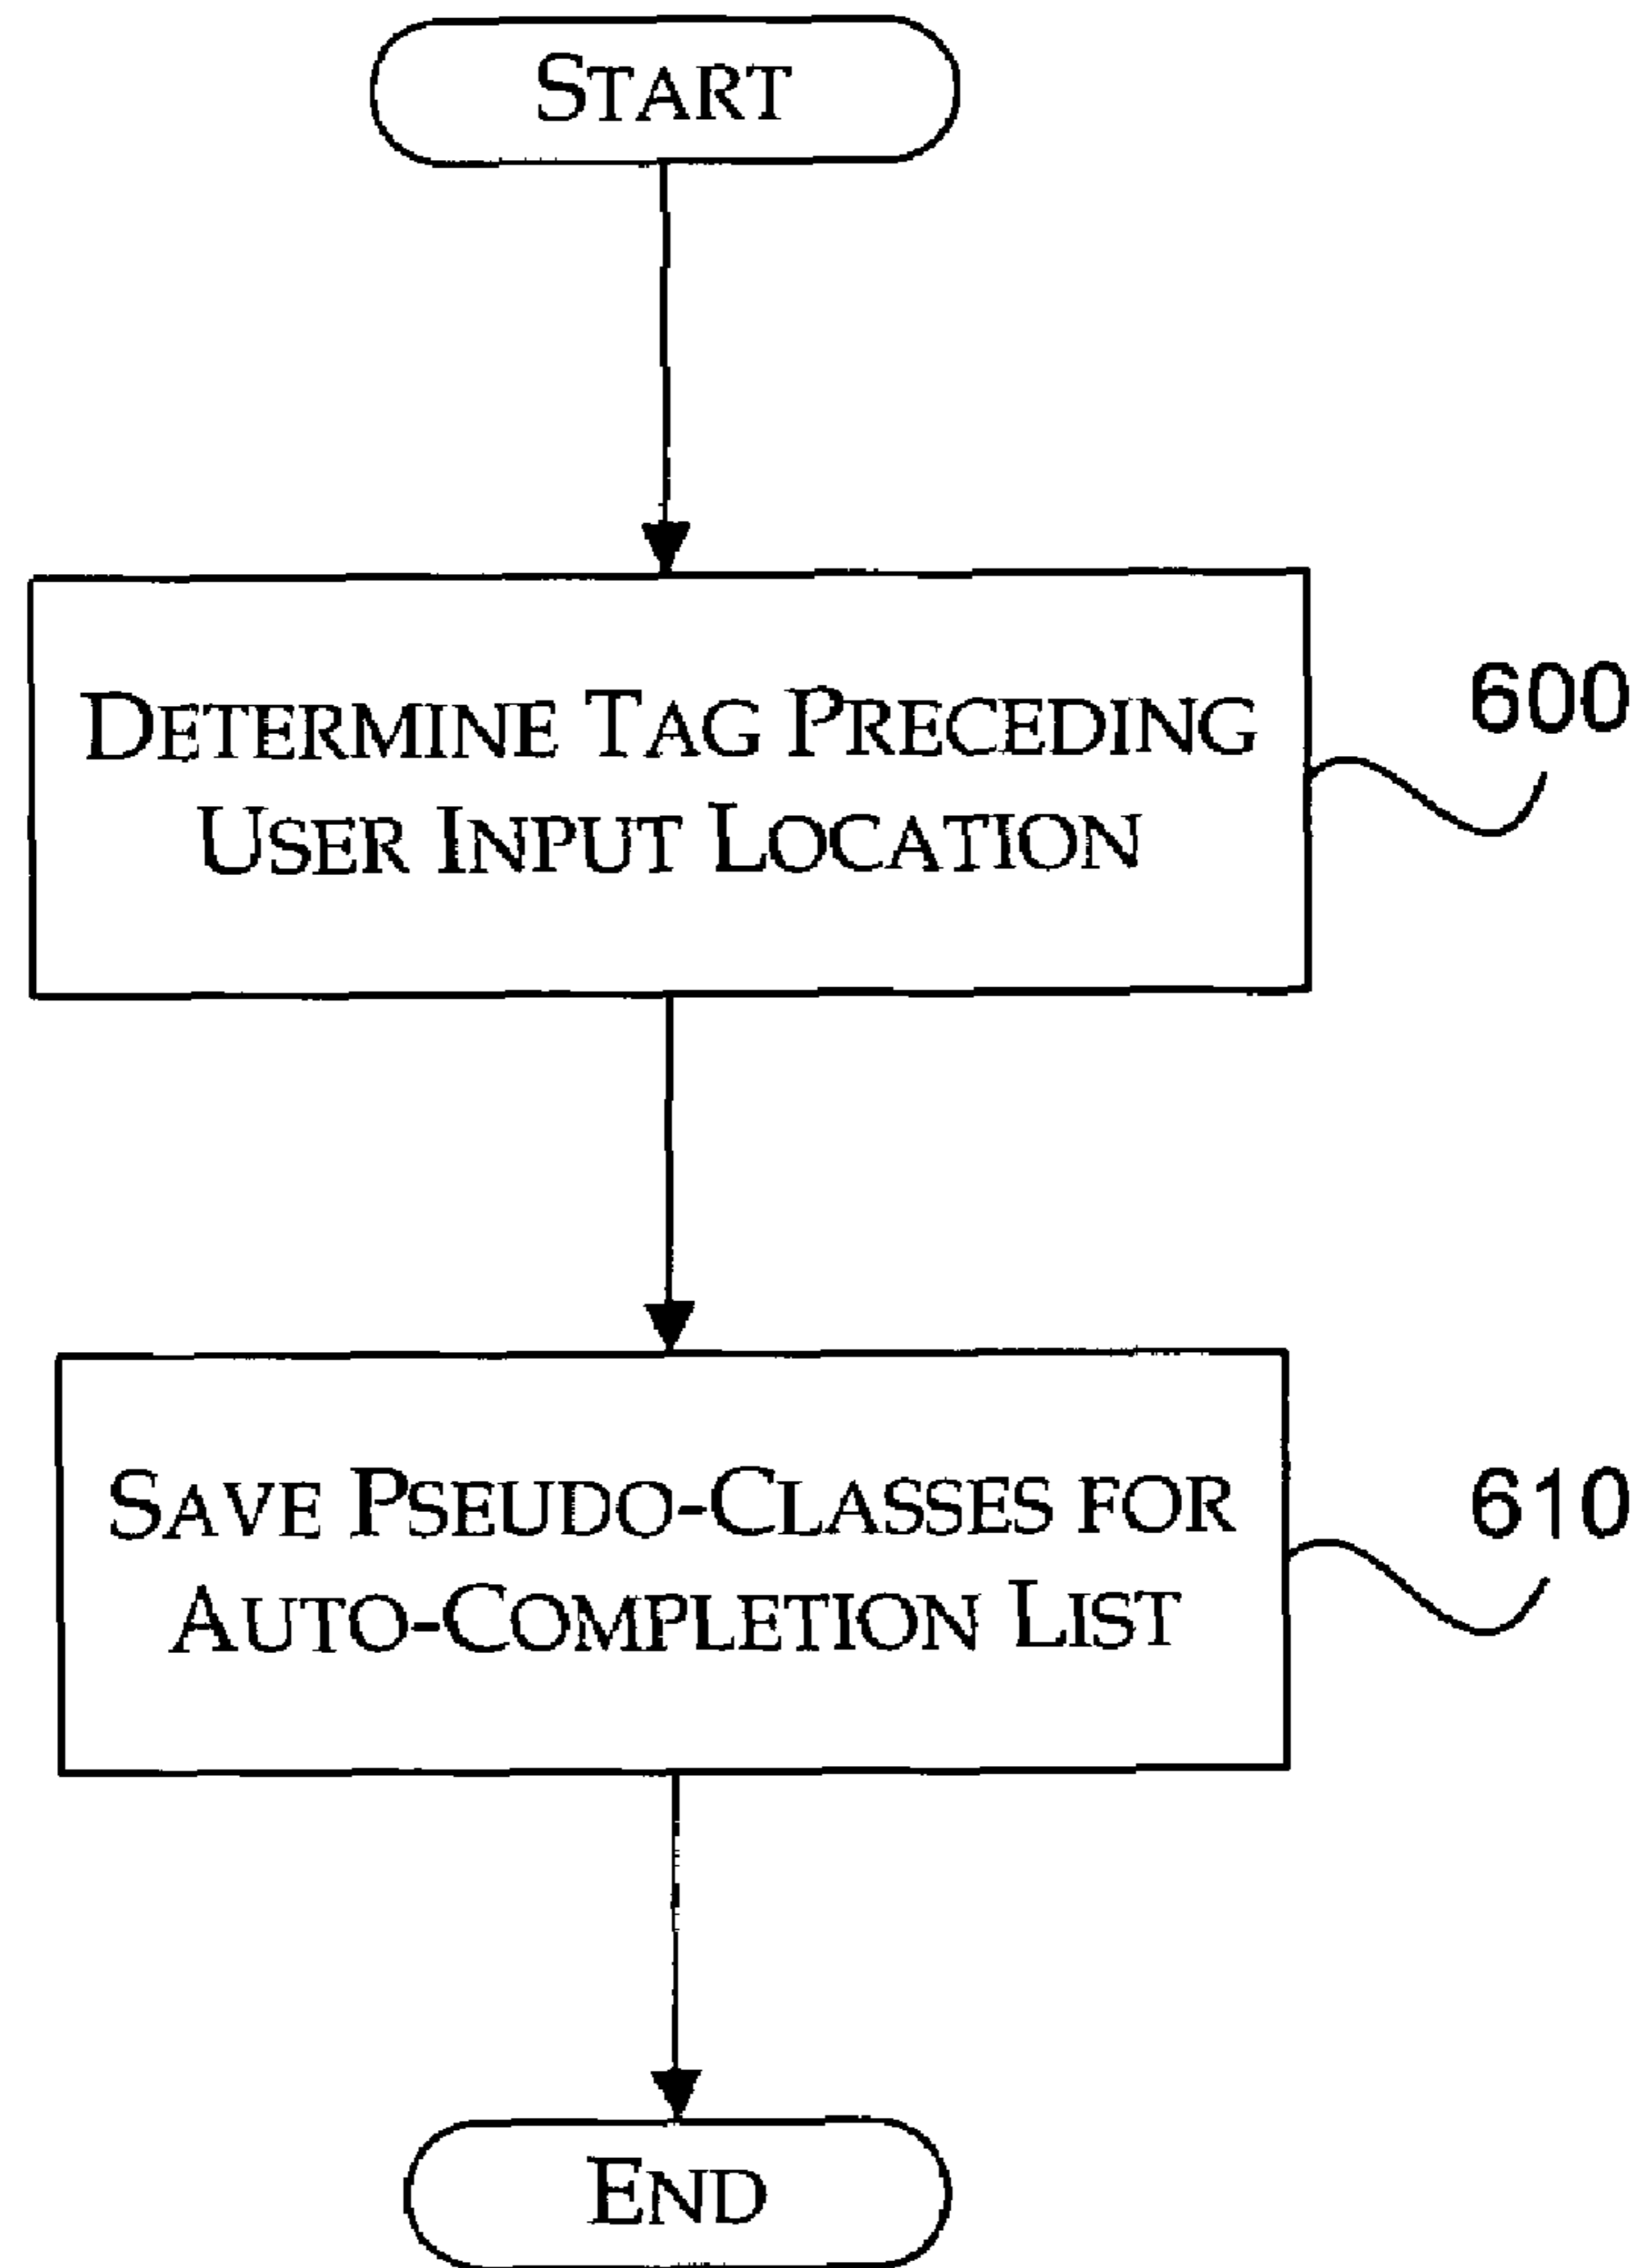 START
DETERMINE TAG PRECEDING
USER INPUT LOCATION
600
SAVE PSEUDO-CLASSES FOR
AUTO-COMPLETION LIST
610
END